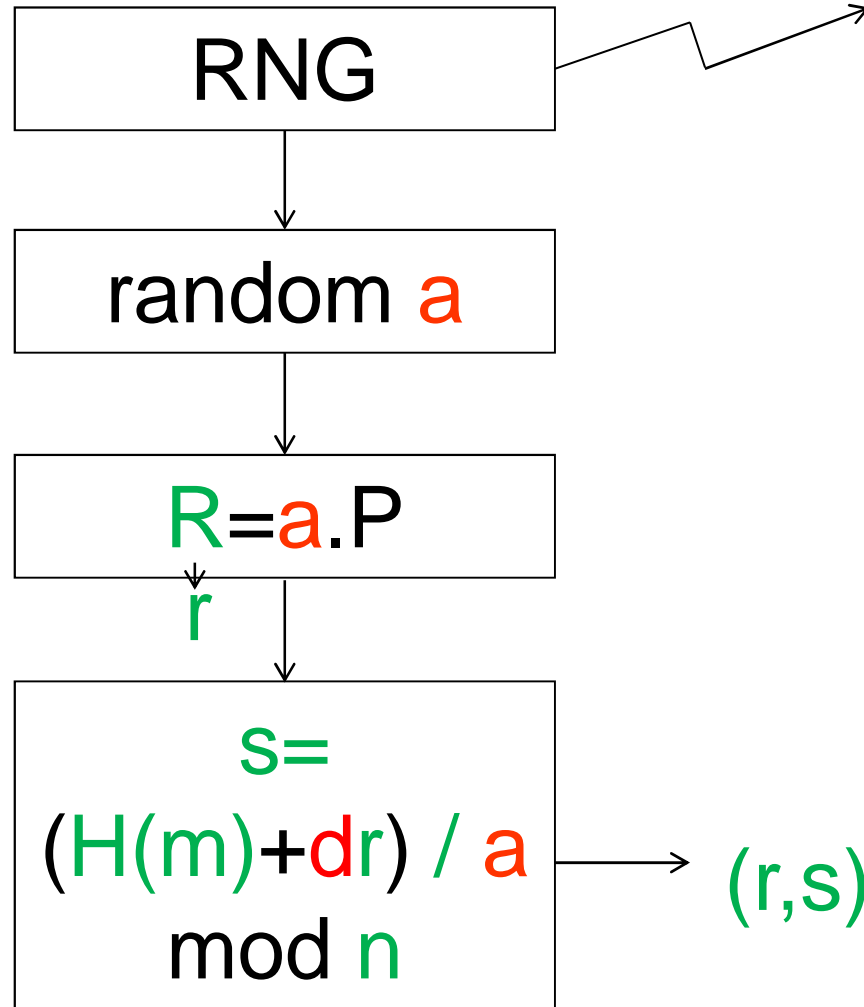 RNG
random a
R=a.P
r
s=
(H(m)+dr) / a
mod n
(r,s)